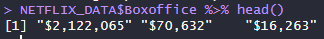 > NETFLIX_DATA$Boxoffice %>% head()
[1] "$2,122,065" "$70,632"    "$16,263"